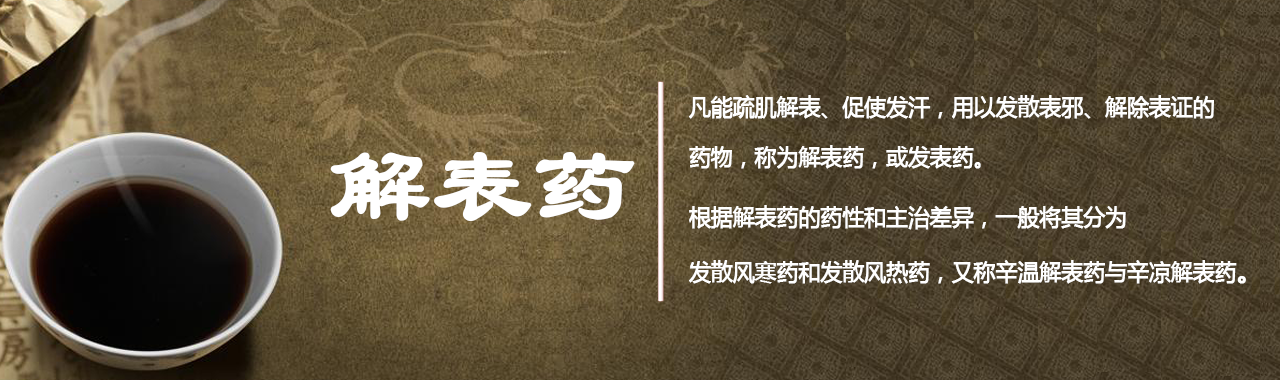 解表药
凡能疏肌解表、促使发汗，用以发散表邪、解除表证的
药物，称为解表药，或发表药。
根据解表药的药性和主治差异，一般将其分为
发散风寒药和发散风热药，又称辛温解表药与辛凉解表药。
房